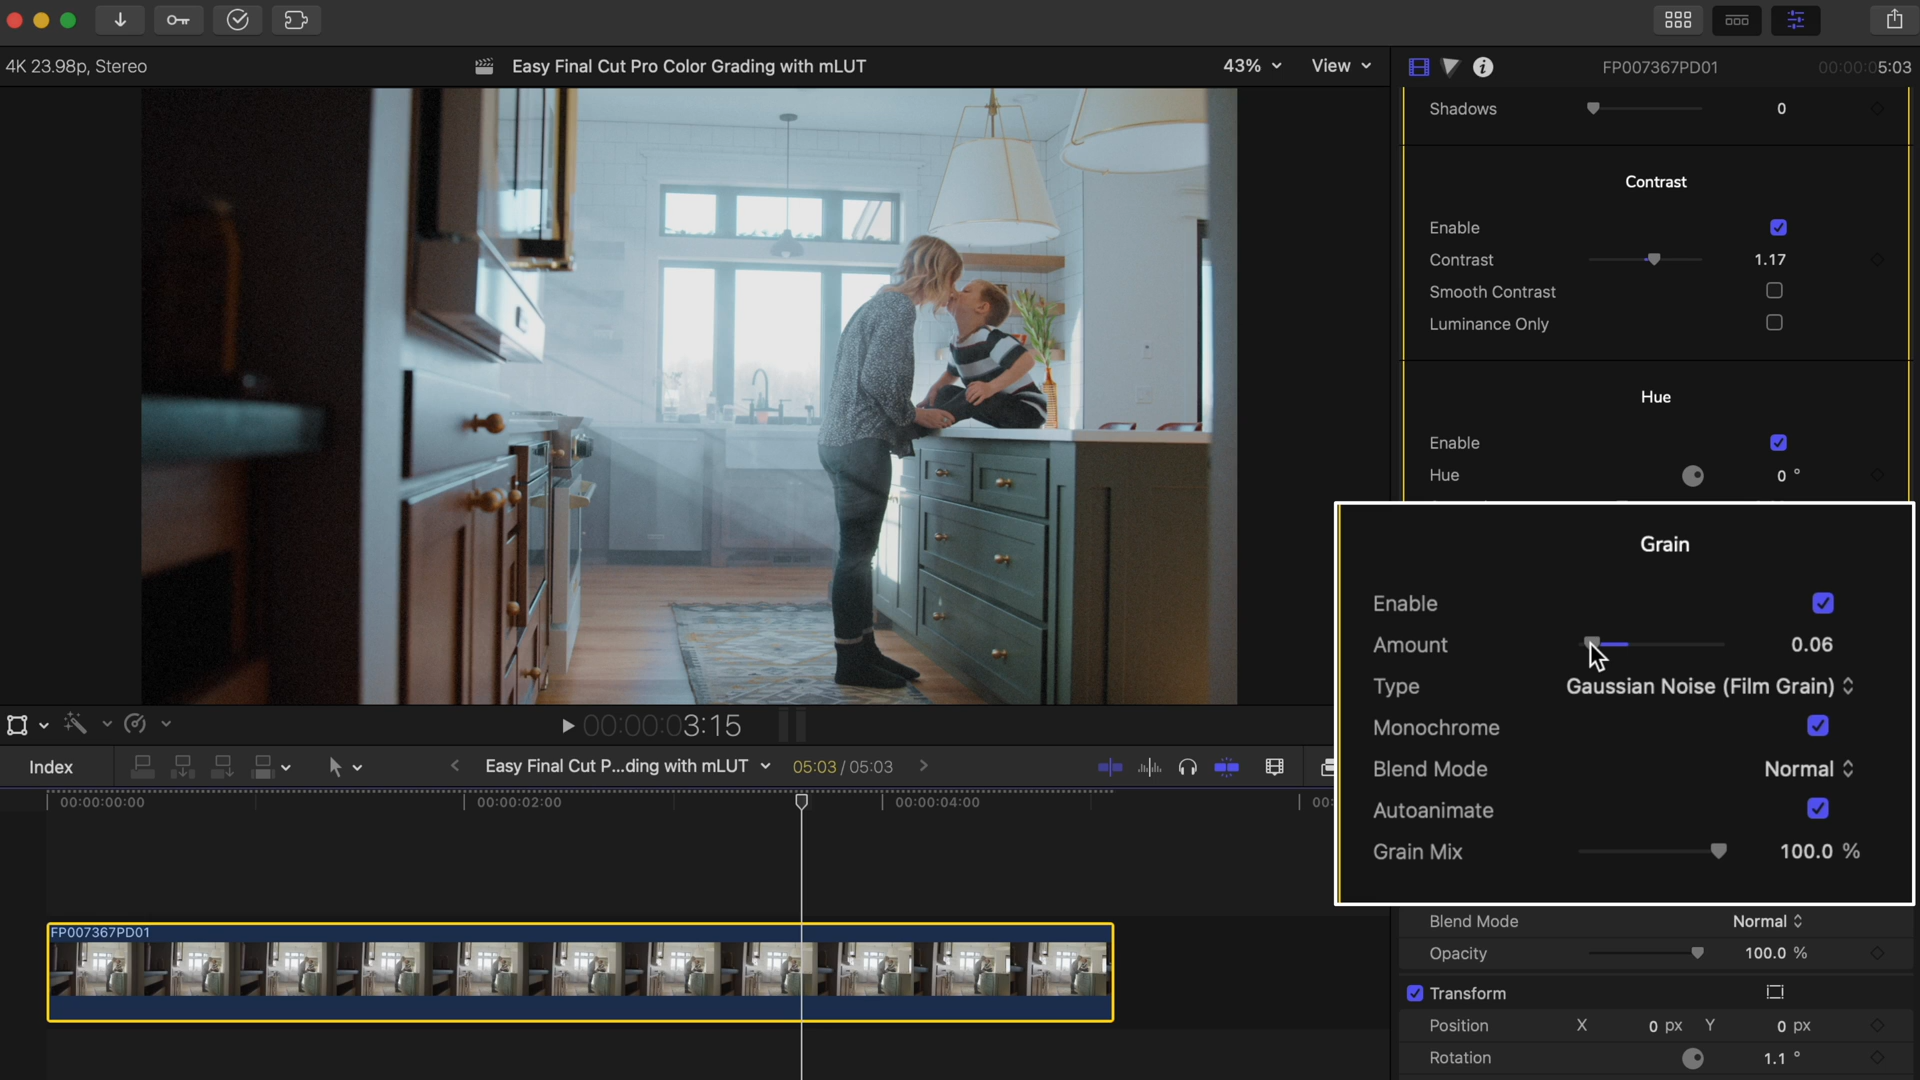 4K 23.98p, Stereo
Easy Final Cut Pro Color Grading with mLUT
43%
View
FP007367PD01
00:00:05:03
Shadows 0
Contrast
Enable
Contrast 1.17
Smooth Contrast
Luminance Only
Hue
Enable
Hue 0 °
Grain
Enable
Amount 0.06
Type Gaussian Noise (Film Grain)
Monochrome
Blend Mode Normal
Autoanimate
Grain Mix 100.0 %
Blend Mode Normal
Opacity 100.0 %
Transform
Position X 0 px Y 0 px
Rotation 1.1 °
00:00:03:15
Index
Easy Final Cut P...ding with mLUT
05:03 / 05:03
00:00:00:00 00:00:02:00 00:00:04:00 00:
FP007367PD01